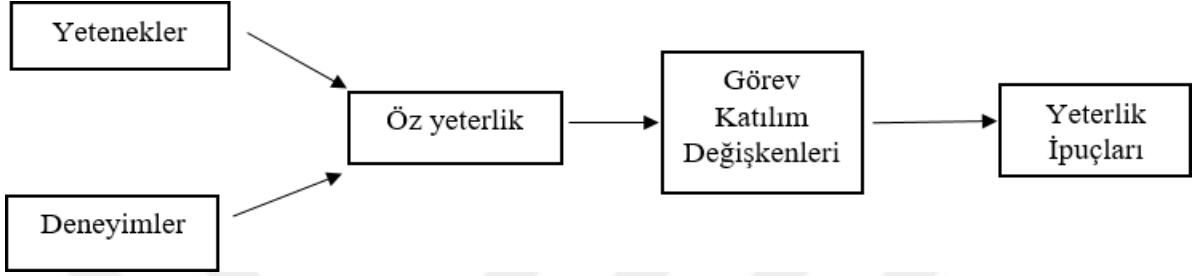 Yetenekler
Deneyimler
Öz yeterlik
Görev
Katılım
Değişkenleri
Yeterlik
İpuçları